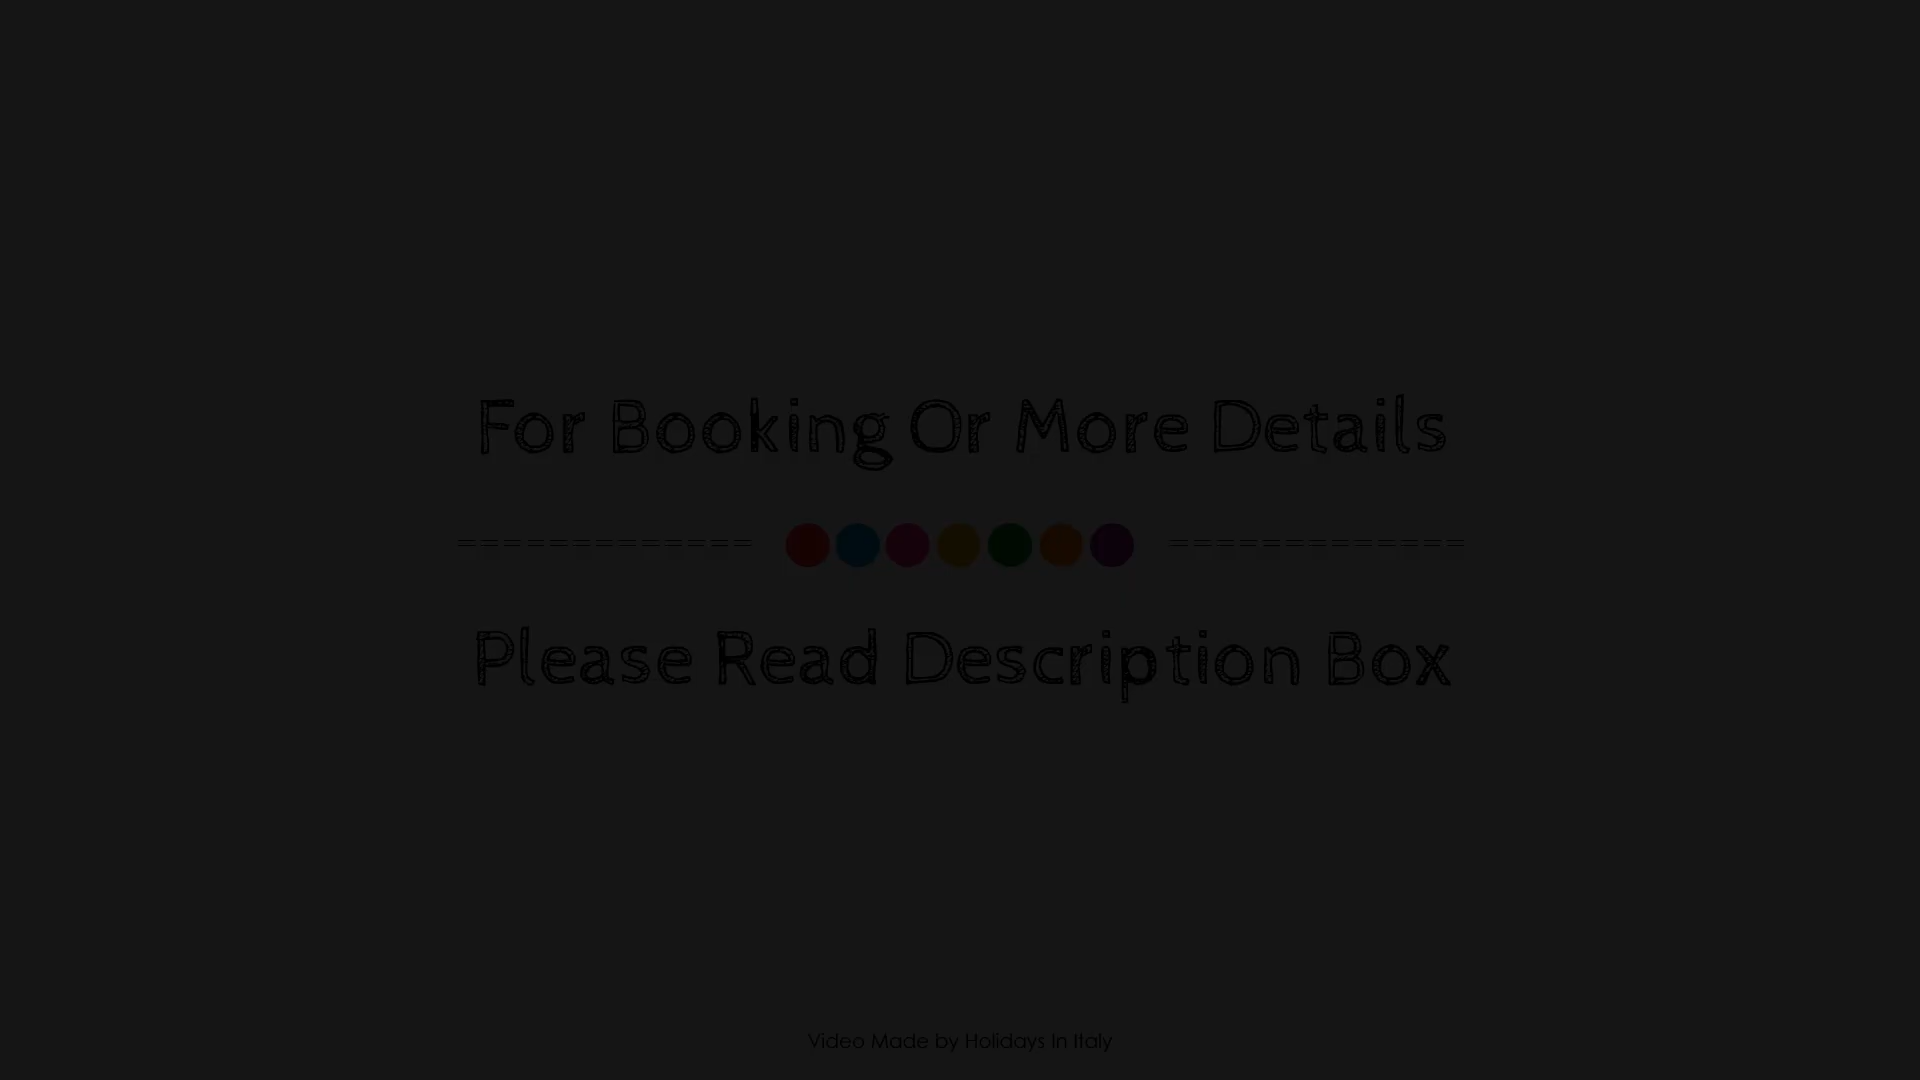 For Booking Or More Details
============= =============
Please Read Description Box
Video Made by Holidays In Italy